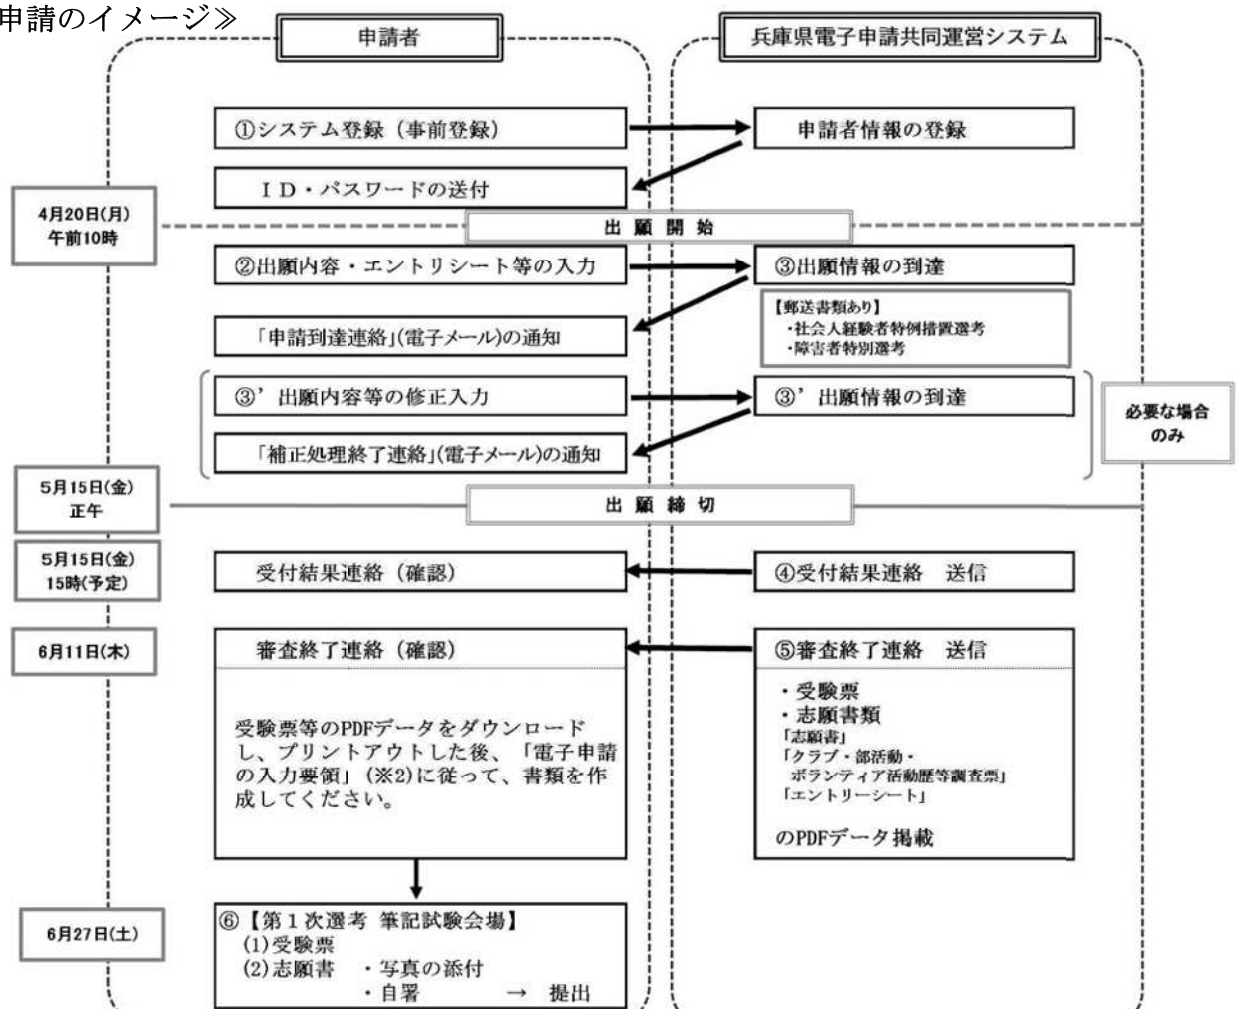 申請のイメージ≫
申請者
兵庫県電子申請共同運営システム
①システム登録（事前登録）
申請者情報の登録
ＩＤ・パスワードの送付
4月20日(月)
午前10時
出 願 開 始
②出願内容・エントリシート等の入力
③出願情報の到達
【郵送書類あり】
・社会人経験者特例措置選考
・障害者特別選考
「申請到達連絡」(電子メール)の通知
③’出願内容等の修正入力
③’出願情報の到達
必要な場合
のみ
「補正処理終了連絡」(電子メール)の通知
5月15日(金)
正午
出 願 締 切
5月15日(金)
15時(予定)
受付結果連絡（確認）
④受付結果連絡　送信
6月11日(木)
審査終了連絡（確認）
⑤審査終了連絡　送信
受験票等のPDFデータをダウンロード
し、プリントアウトした後、「電子申請
の入力要領」(※2)に従って、書類を作
成してください。
・受験票
・志願書類
「志願書」
「クラブ・部活動・
ボランティア活動歴等調査票」
「エントリーシート」
のPDFデータ掲載
6月27日(土)
⑥【第１次選考 筆記試験会場】
(1)受験票
(2)志願書　・写真の添付
・自署　→　提出